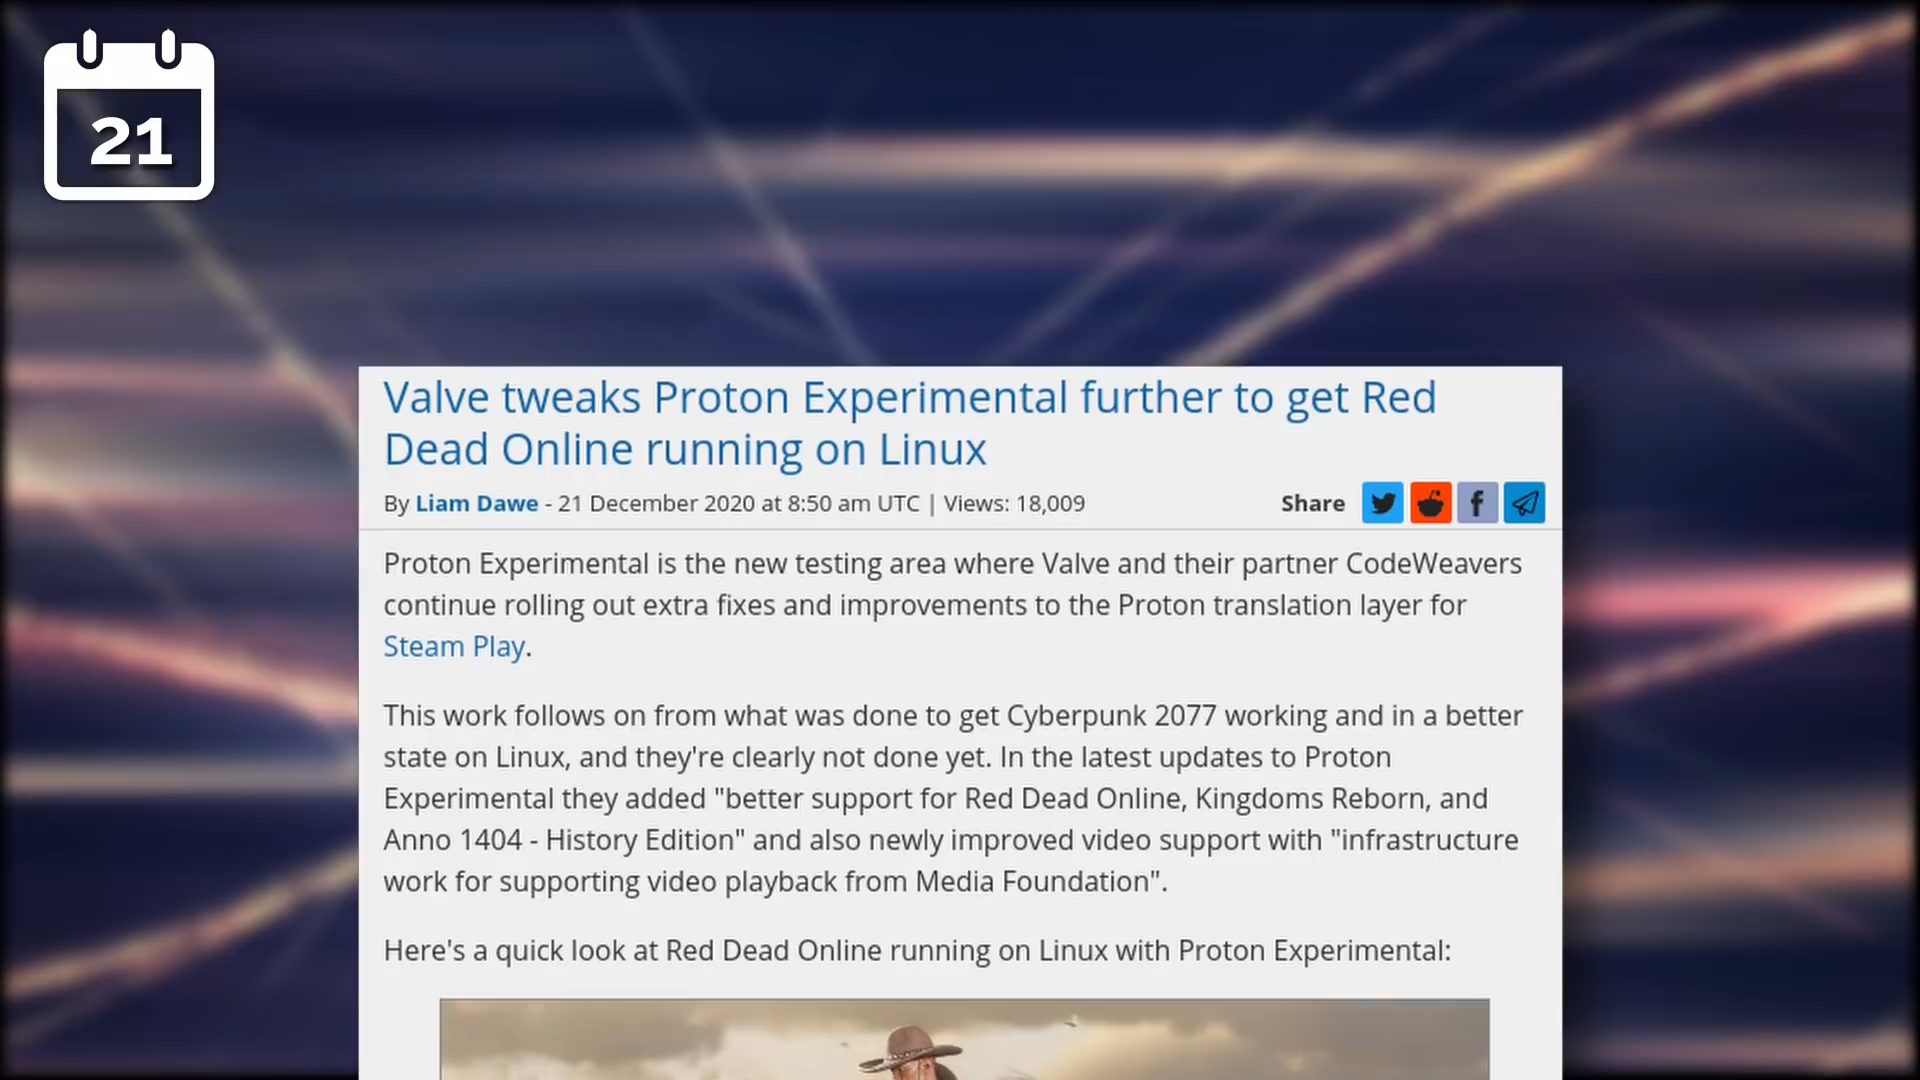 21
Valve tweaks Proton Experimental further to get Red
Dead Online running on Linux
By Liam Dawe - 21 December 2020 at 8:50 am UTC | Views: 18,009
Share
Proton Experimental is the new testing area where Valve and their partner CodeWeavers
continue rolling out extra fixes and improvements to the Proton translation layer for
Steam Play.
This work follows on from what was done to get Cyberpunk 2077 working and in a better
state on Linux, and they're clearly not done yet. In the latest updates to Proton
Experimental they added "better support for Red Dead Online, Kingdoms Reborn, and
Anno 1404 - History Edition" and also newly improved video support with "infrastructure
work for supporting video playback from Media Foundation".
Here's a quick look at Red Dead Online running on Linux with Proton Experimental: